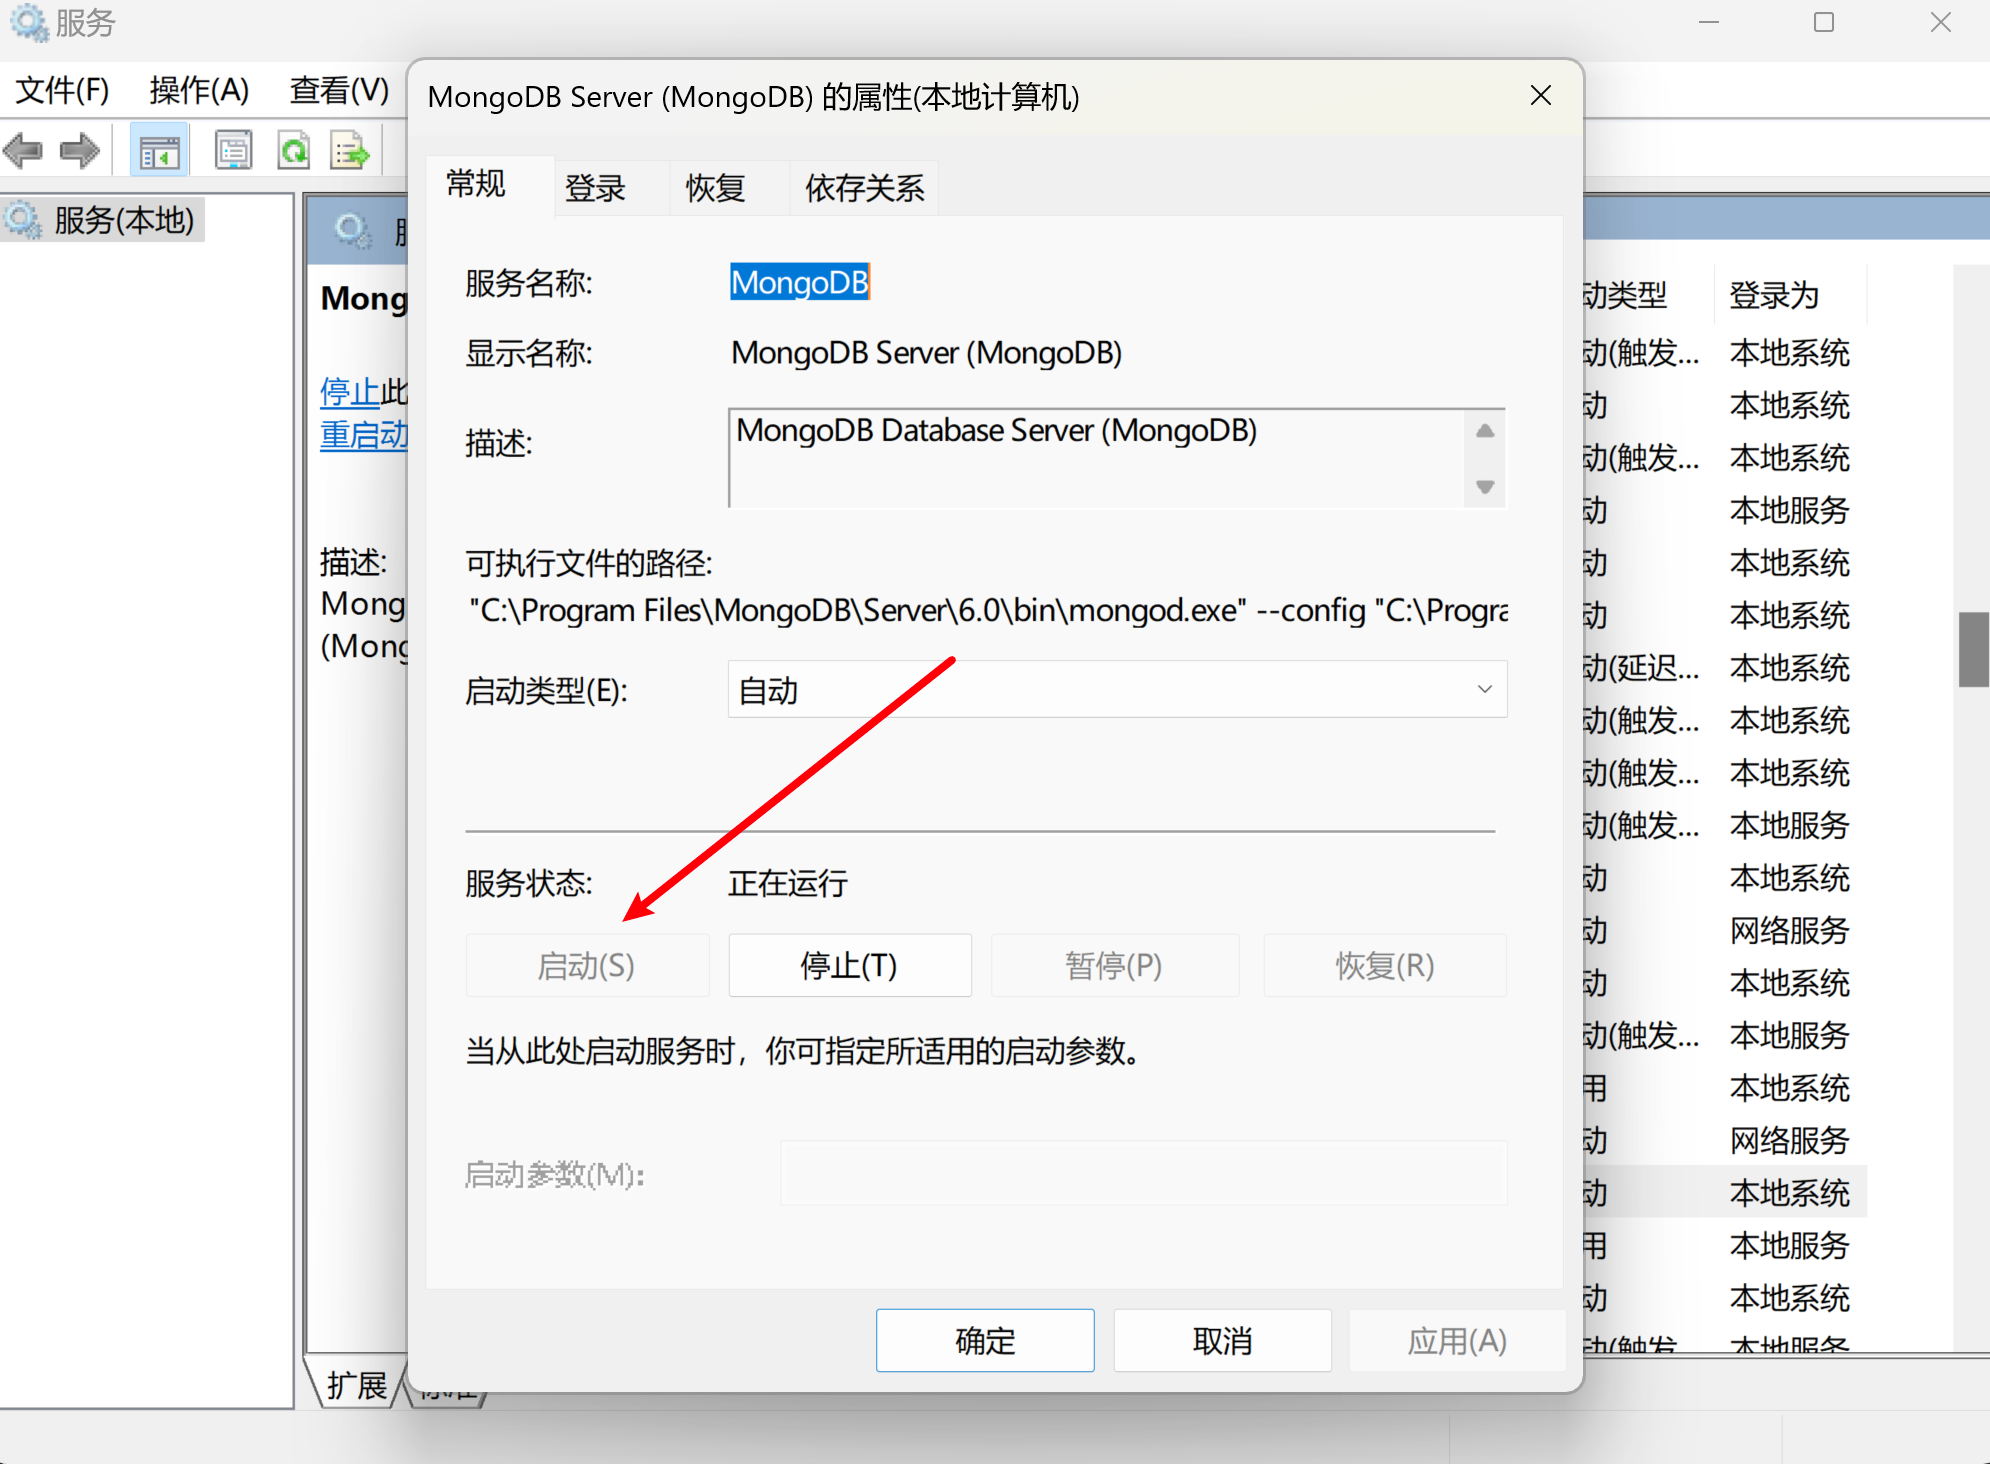 服务
文件(F) 操作(A) 查看(V)
服务(本地)
MongoDB Server (MongoDB) 的属性(本地计算机)
常规 登录 恢复 依存关系
服务名称: MongoDB
显示名称: MongoDB Server (MongoDB)
描述: MongoDB Database Server (MongoDB)
可执行文件的路径:
"C:\Program Files\MongoDB\Server\6.0\bin\mongod.exe" --config "C:\Progra
启动类型(E): 自动
服务状态: 正在运行
启动(S) 停止(T) 暂停(P) 恢复(R)
当从此处启动服务时，你可指定所适用的启动参数。
启动参数(M):
确定 取消 应用(A)
Mong
停止此
重启动
描述:
Mong
(Mong
动类型 登录为
动(触发... 本地系统
动 本地系统
动(触发... 本地系统
动 本地服务
动 本地系统
动 本地系统
动(延迟... 本地系统
动(触发... 本地系统
动(触发... 本地系统
动(触发... 本地服务
动 本地系统
动 网络服务
动 本地系统
动(触发... 本地服务
用 本地系统
动 网络服务
动 本地系统
用 本地服务
动 本地系统
动(触发 本地服务
扩展 标准